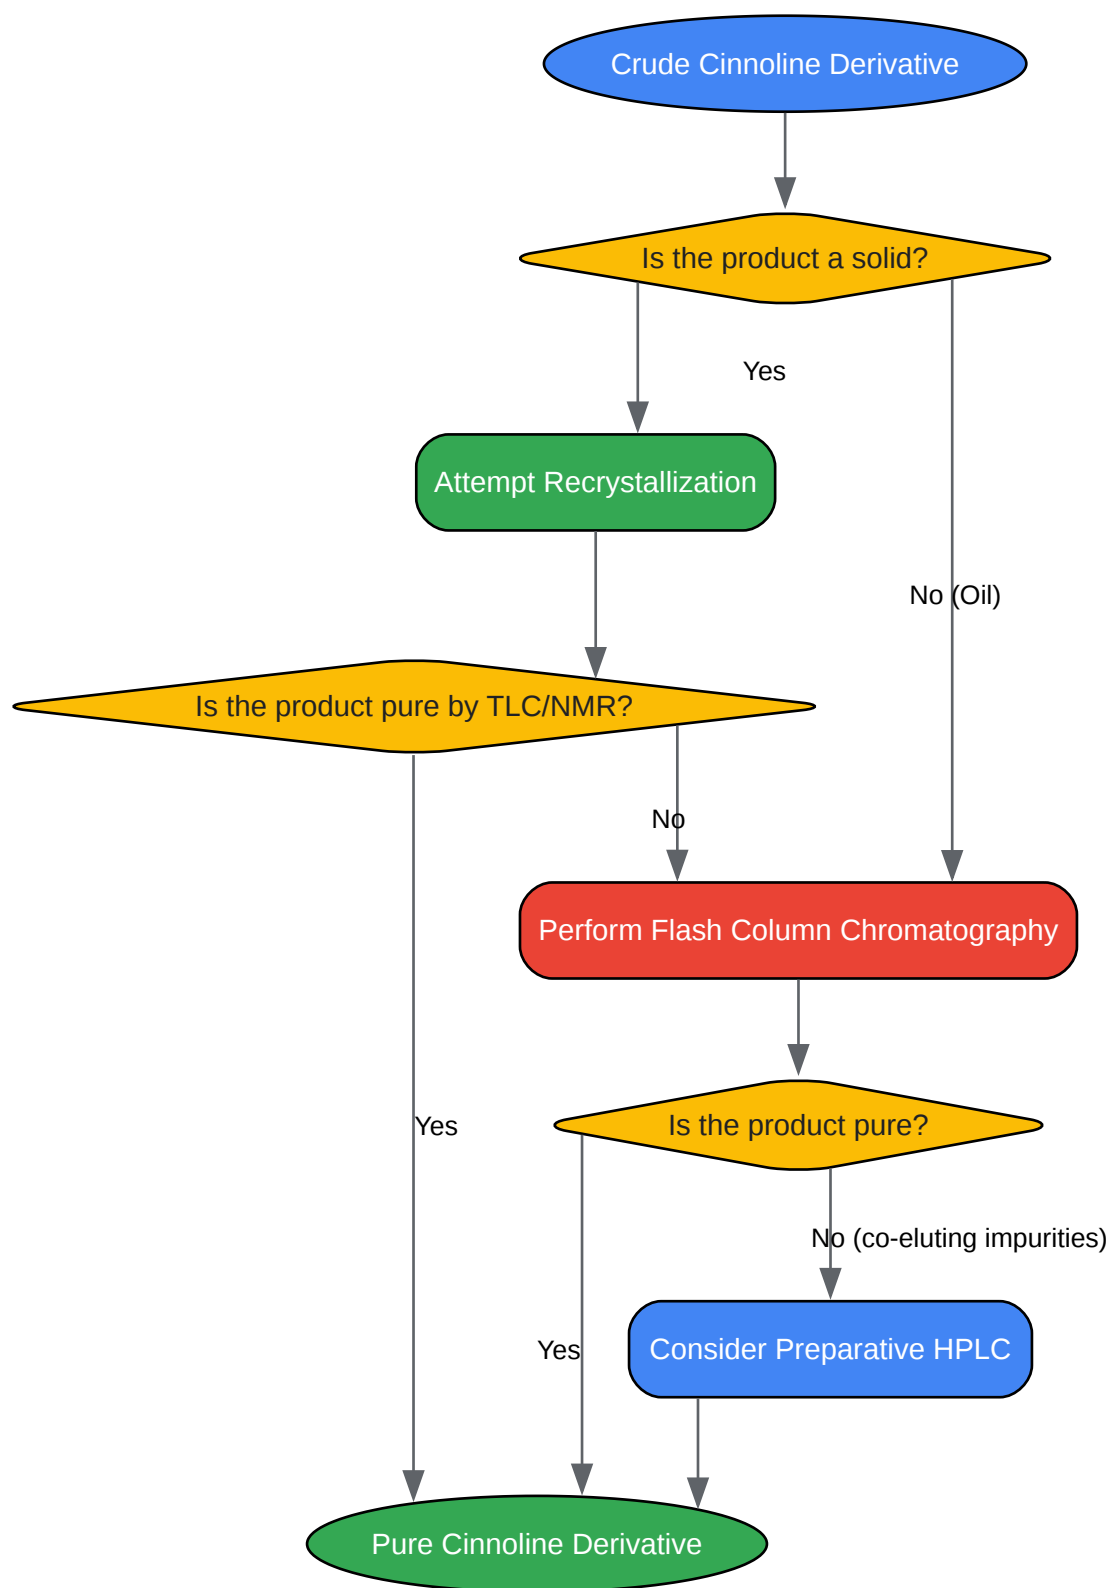 Crude Cinnoline Derivative
Is the product a solid?
Yes
Attempt Recrystallization
No (Oil)
Is the product pure by TLC/NMR?
No
Perform Flash Column Chromatography
Is the product pure?
Yes
No (co-eluting impurities)
Yes
Consider Preparative HPLC
Pure Cinnoline Derivative